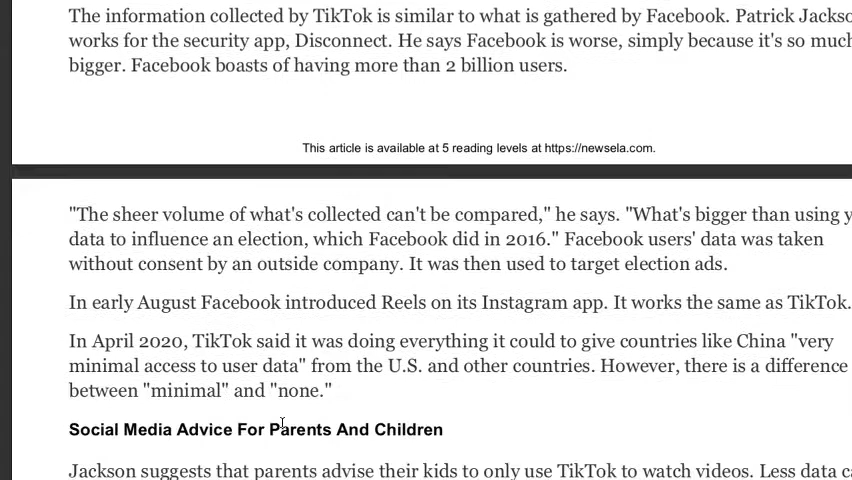 The information collected by TikTok is similar to what is gathered by Facebook. Patrick Jackso
works for the security app, Disconnect. He says Facebook is worse, simply because it's so much
bigger. Facebook boasts of having more than 2 billion users.
This article is available at 5 reading levels at https://newsela.com.
"The sheer volume of what's collected can't be compared," he says. "What's bigger than using y
data to influence an election, which Facebook did in 2016." Facebook users' data was taken
without consent by an outside company. It was then used to target election ads.
In early August Facebook introduced Reels on its Instagram app. It works the same as TikTok.
In April 2020, TikTok said it was doing everything it could to give countries like China "very
minimal access to user data" from the U.S. and other countries. However, there is a difference
between "minimal" and "none."
Social Media Advice For Parents And Children
Jackson suggests that parents advise their kids to only use TikTok to watch videos. Less data c